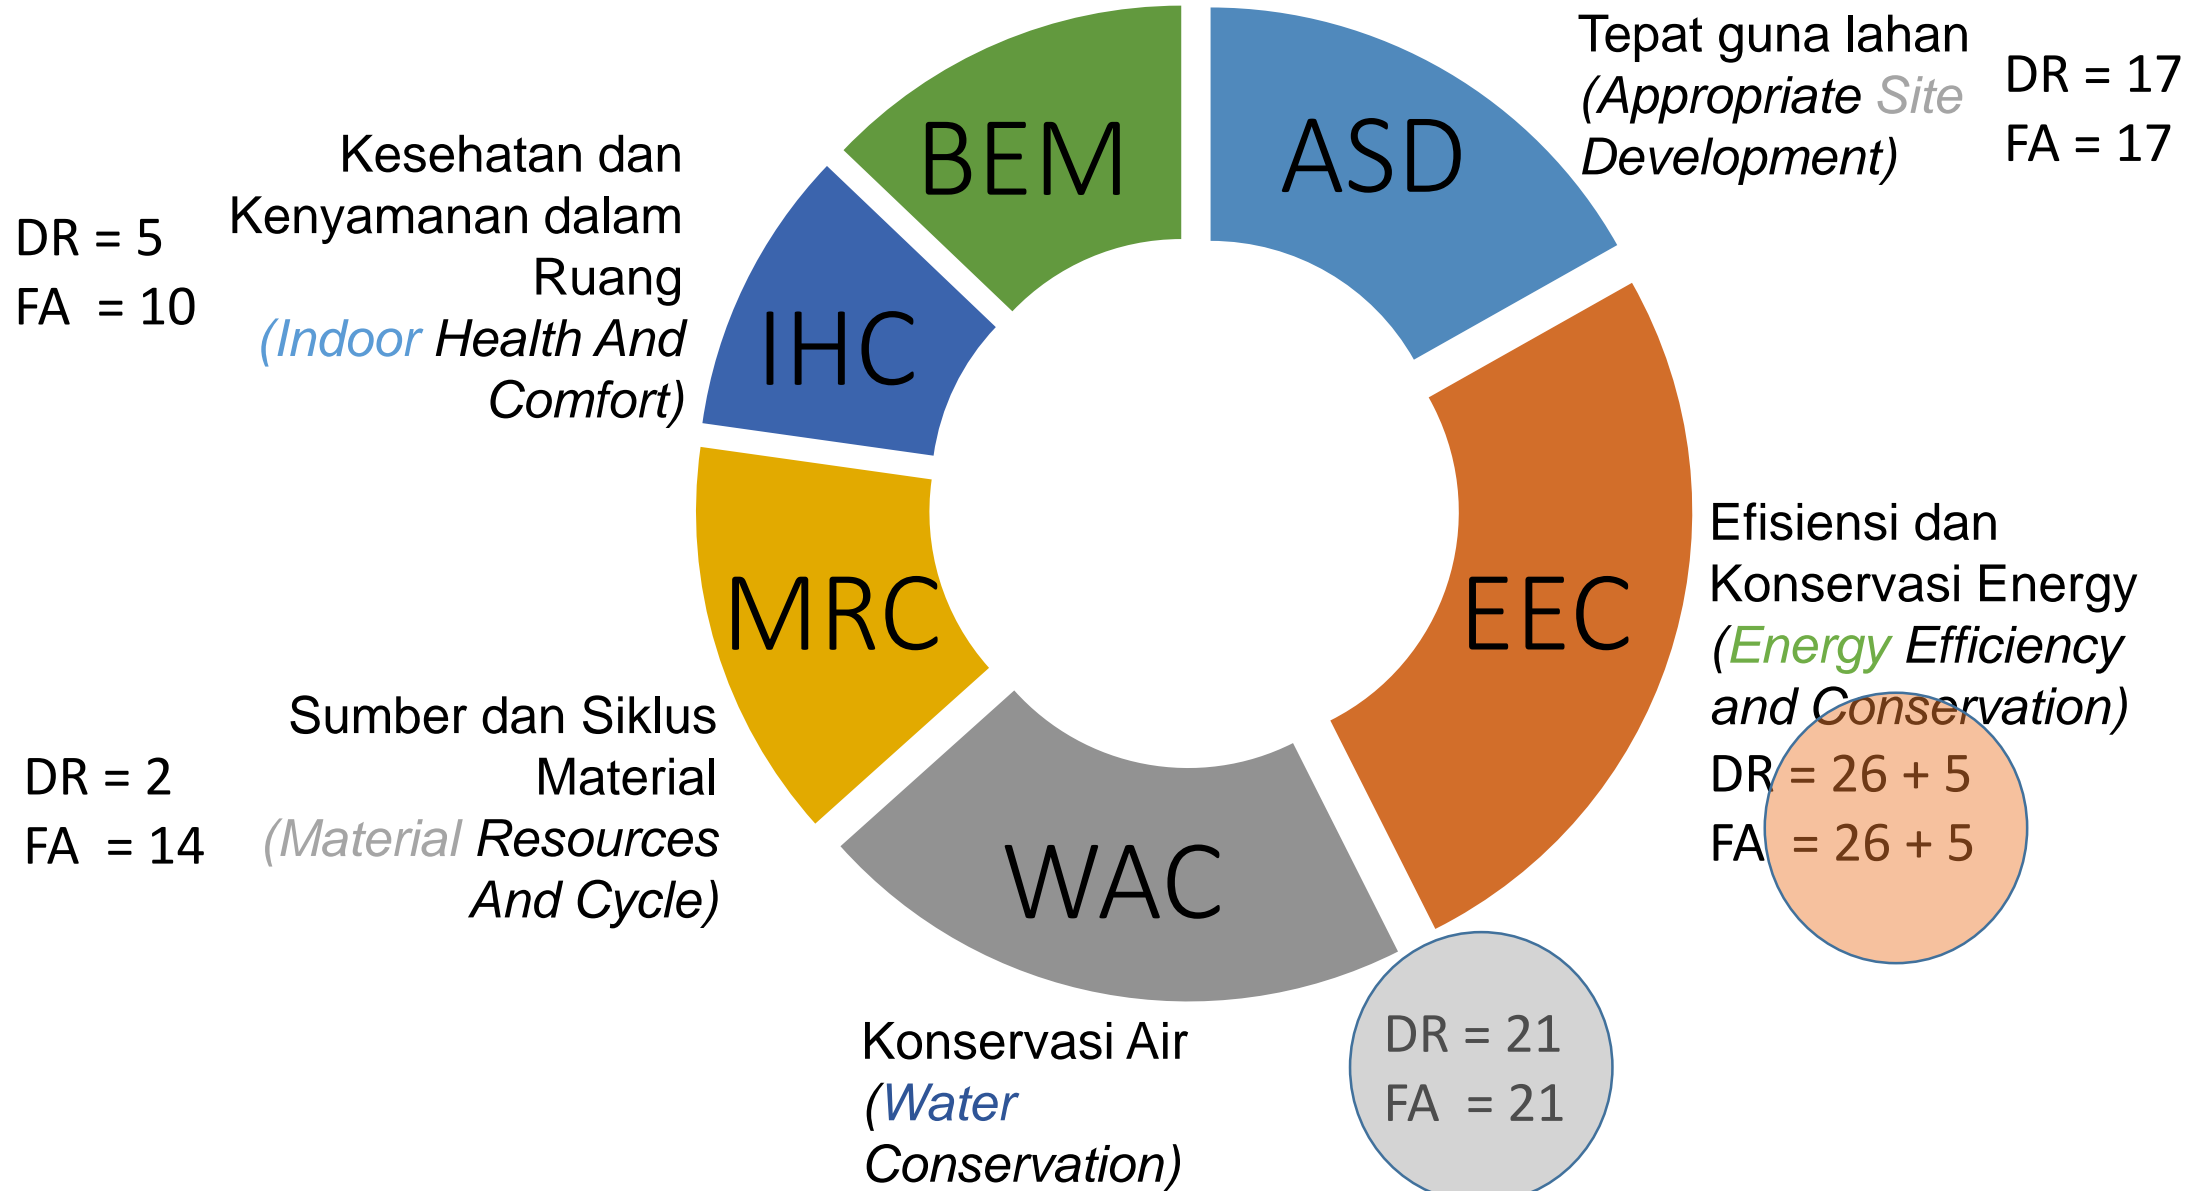 BEM
ASD
Tepat guna lahan
(Appropriate Site
Development)
DR = 17
FA = 17
Kesehatan dan
Kenyamanan dalam
Ruang
(Indoor Health And
Comfort)
DR = 5
FA = 10
IHC
EEC
Efisiensi dan
Konservasi Energy
(Energy Efficiency
and Conservation)
DR = 26 + 5
FA = 26 + 5
MRC
Sumber dan Siklus
Material
(Material Resources
And Cycle)
DR = 2
FA = 14
WAC
Konservasi Air
(Water
Conservation)
DR = 21
FA = 21